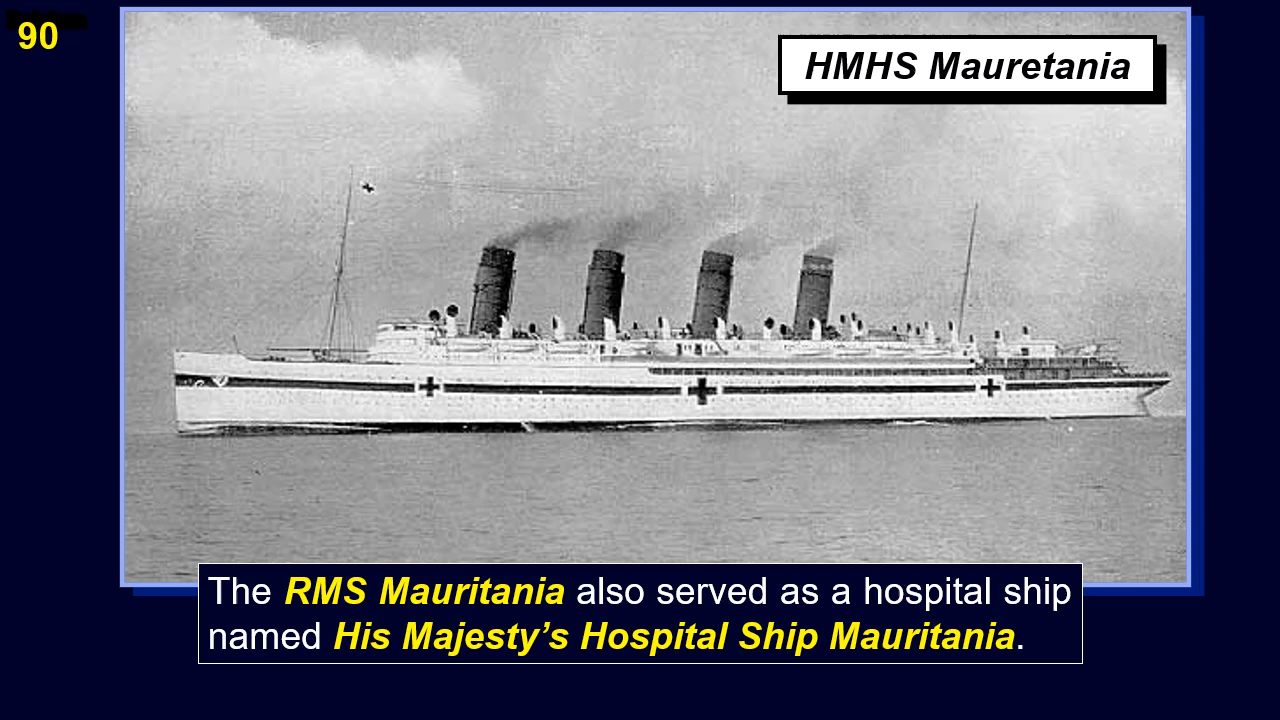 90
HMHS Mauretania
The RMS Mauritania also served as a hospital ship
named His Majesty’s Hospital Ship Mauritania.